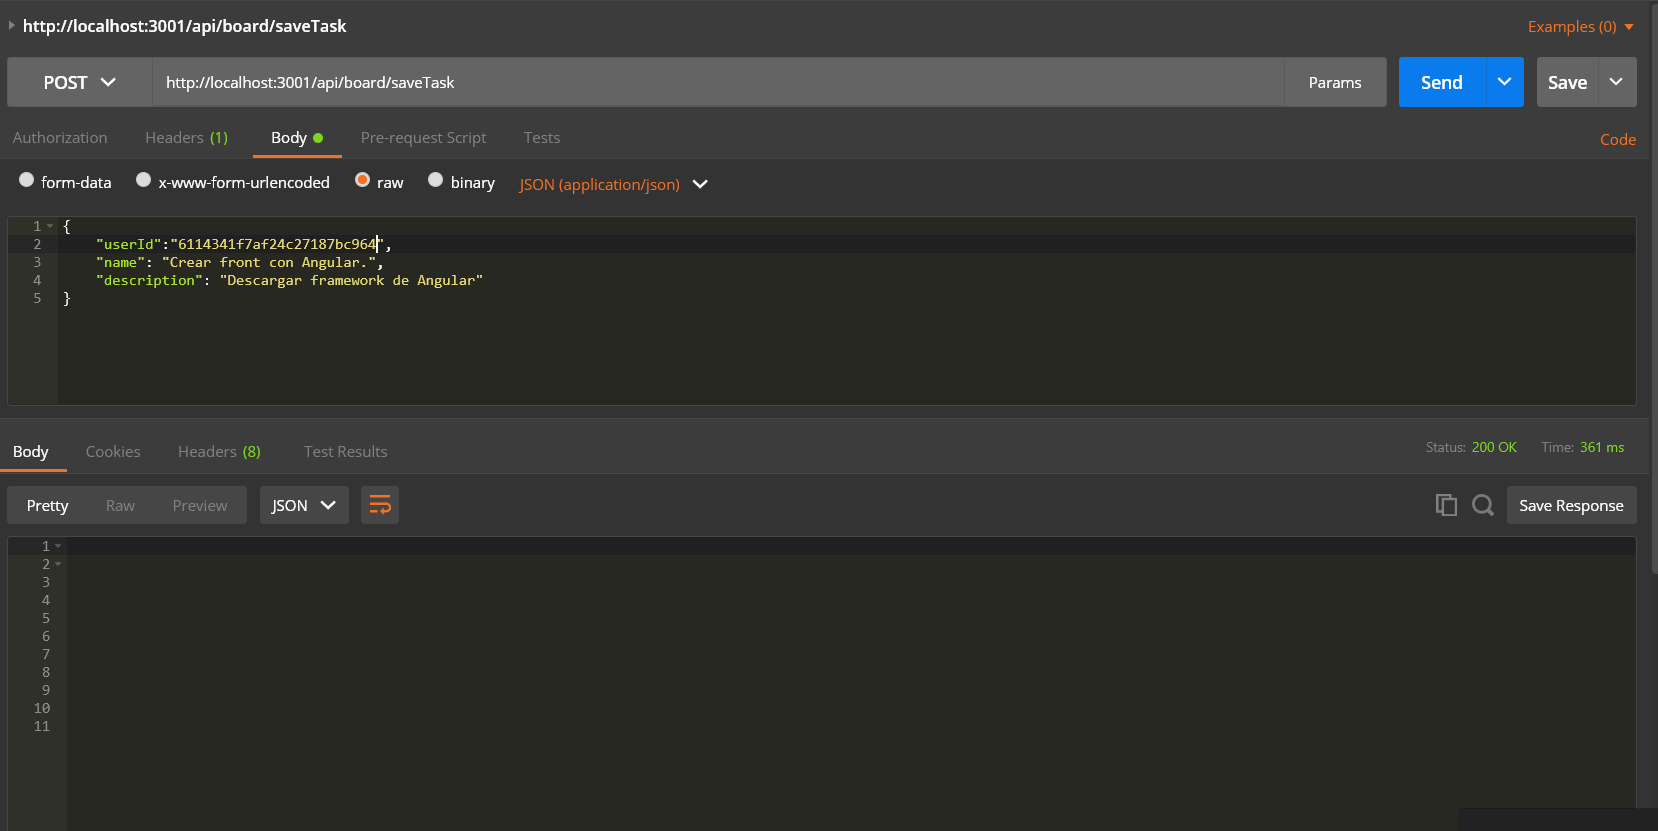 http://localhost:3001/api/board/saveTask
Examples (0)
POST http://localhost:3001/api/board/saveTask Params Send Save
Authorization Headers (1) Body Pre-request Script Tests Code
form-data x-www-form-urlencoded raw binary JSON (application/json)
1 {
2 "userId":"6114341f7af24c27187bc964",
3 "name": "Crear front con Angular.",
4 "description": "Descargar framework de Angular"
5 }
Body Cookies Headers (8) Test Results Status: 200 OK Time: 361 ms
Pretty Raw Preview JSON Save Response
1
2
3
4
5
6
7
8
9
10
11